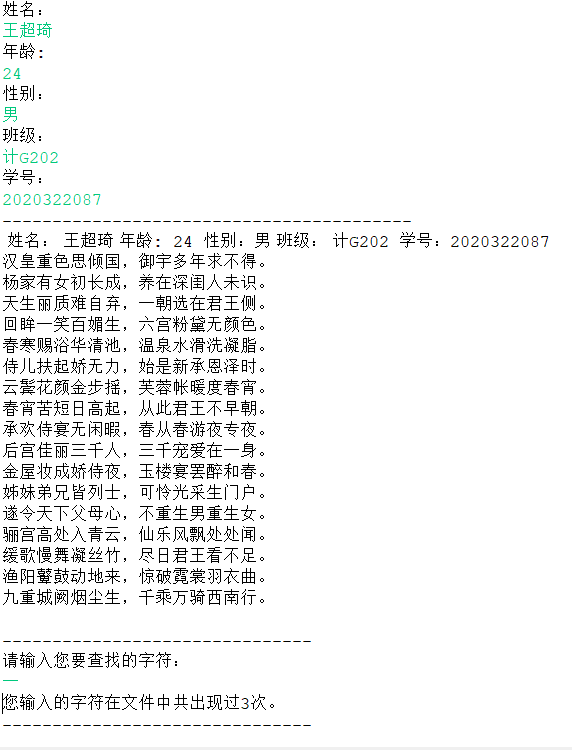 姓名:
王超琦
年龄:
24
性别:
男
班级:
计G202
学号:
2020322087
-----------------------------------------
姓名: 王超琦 年龄: 24 性别:男 班级: 计G202 学号:2020322087
汉皇重色思倾国，御宇多年求不得。
杨家有女初长成，养在深闺人未识。
天生丽质难自弃，一朝选在君王侧。
回眸一笑百媚生，六宫粉黛无颜色。
春寒赐浴华清池，温泉水滑洗凝脂。
侍儿扶起娇无力，始是新承恩泽时。
云鬓花颜金步摇，芙蓉帐暖度春宵。
春宵苦短日高起，从此君王不早朝。
承欢侍宴无闲暇，春从春游夜专夜。
后宫佳丽三千人，三千宠爱在一身。
金屋妆成娇侍夜，玉楼宴罢醉和春。
姊妹弟兄皆列士，可怜光采生门户。
遂令天下父母心，不重生男重生女。
骊宫高处入青云，仙乐风飘处处闻。
缓歌慢舞凝丝竹，尽日君王看不足。
渔阳鼙鼓动地来，惊破霓裳羽衣曲。
九重城阙烟尘生，千乘万骑西南行。
-------------------------------
请输入您要查找的字符:
一
您输入的字符在文件中共出现过3次。
-------------------------------